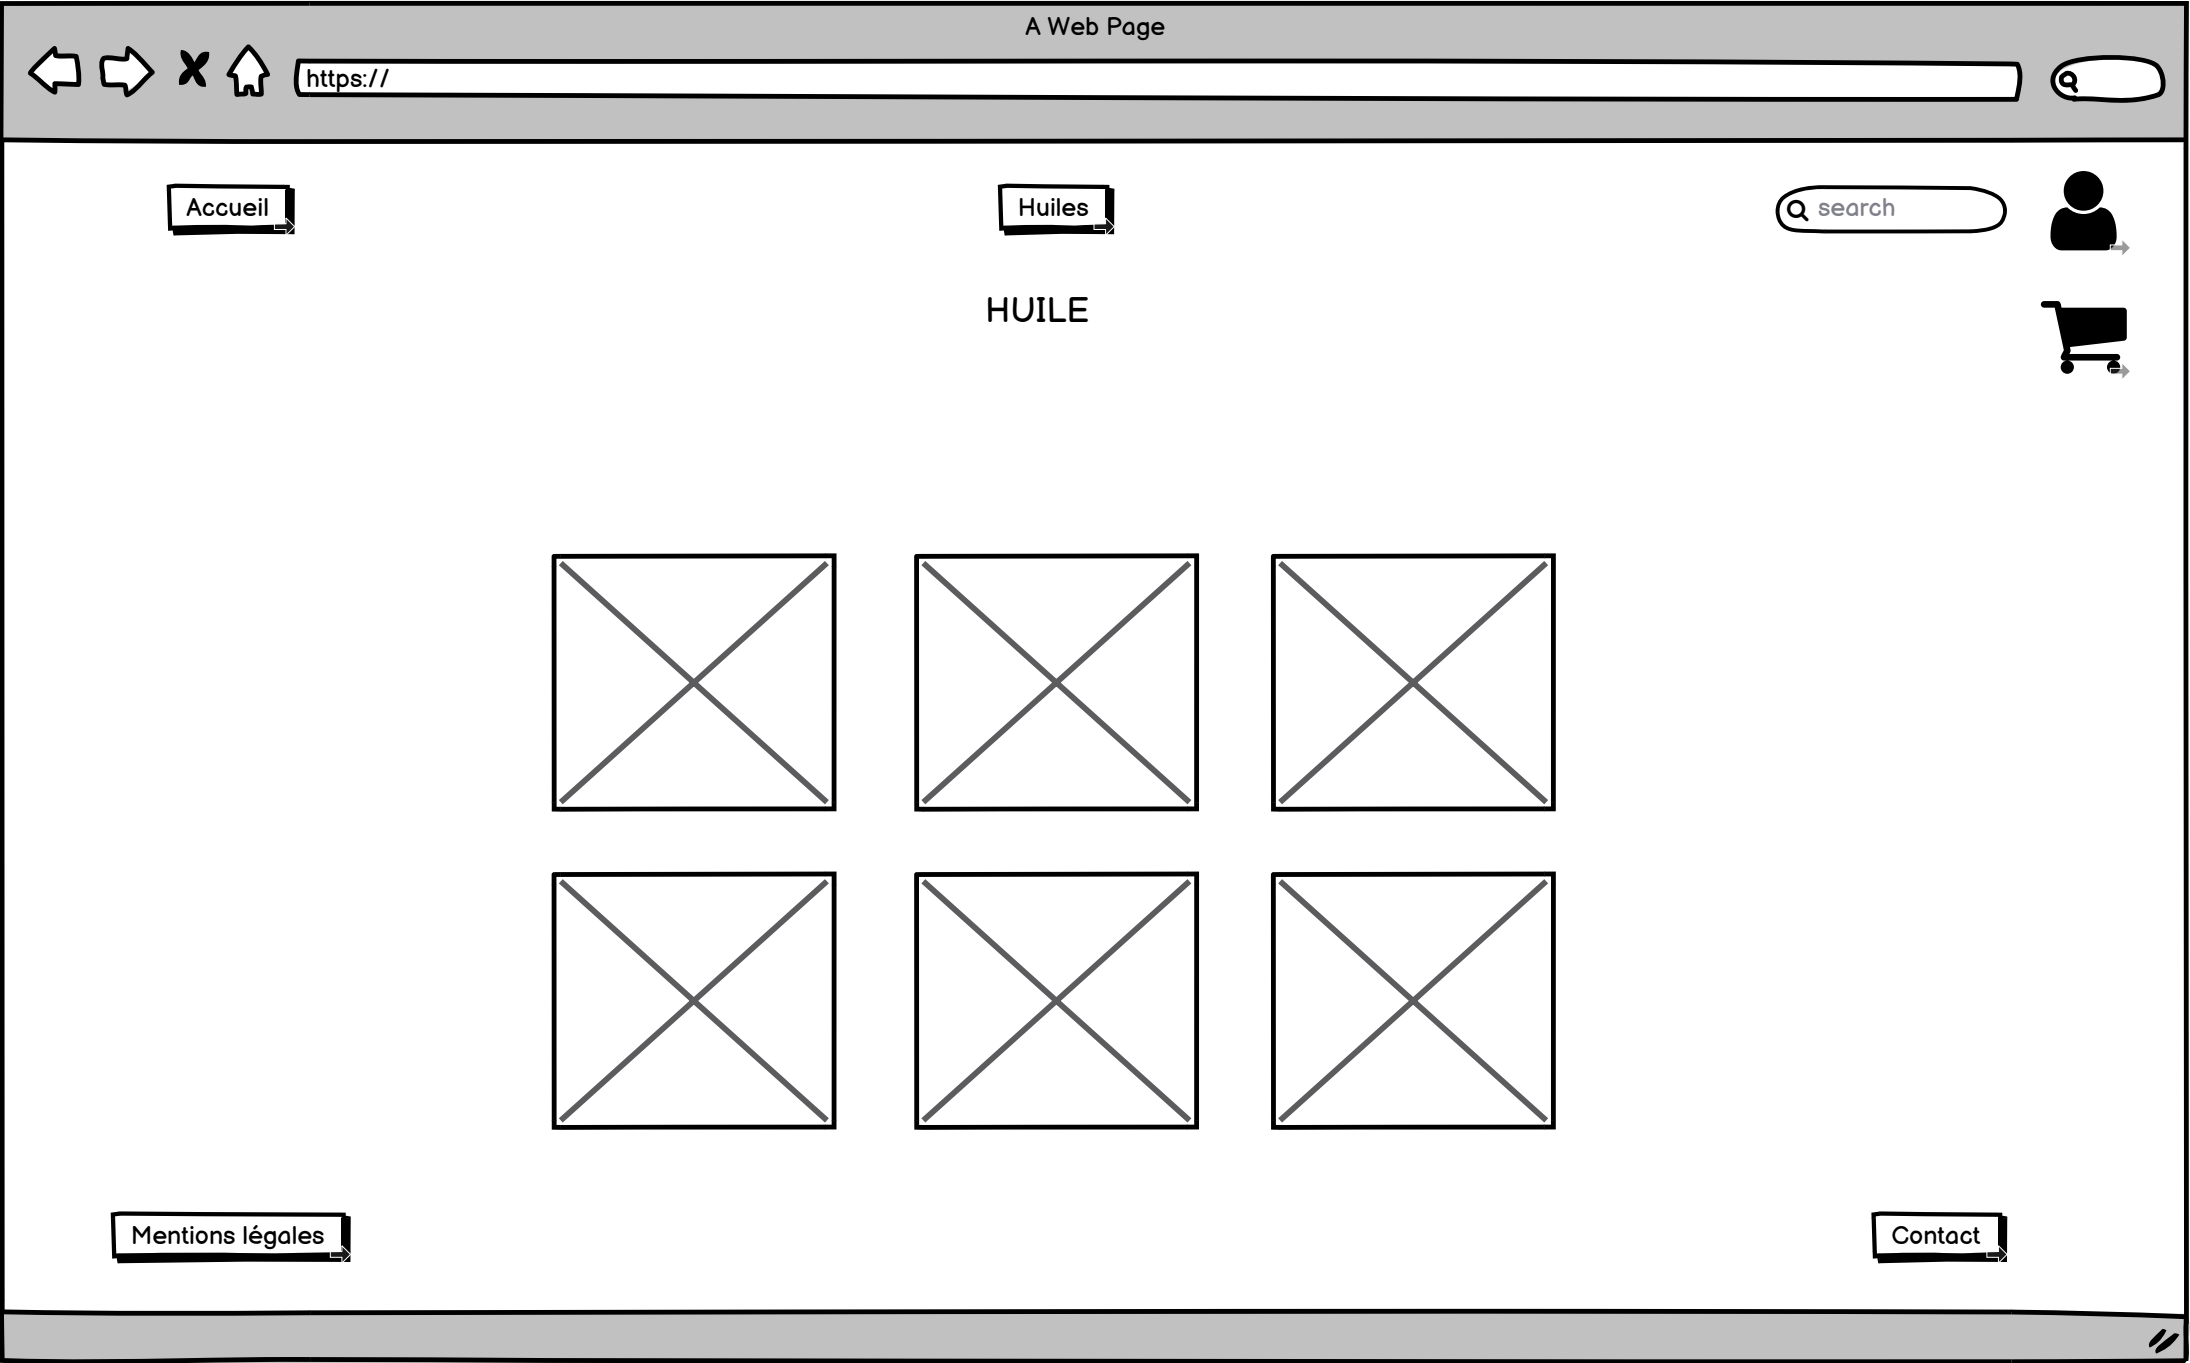 A Web Page
https://
Accueil
Huiles
search
HUILE
Mentions légales
Contact